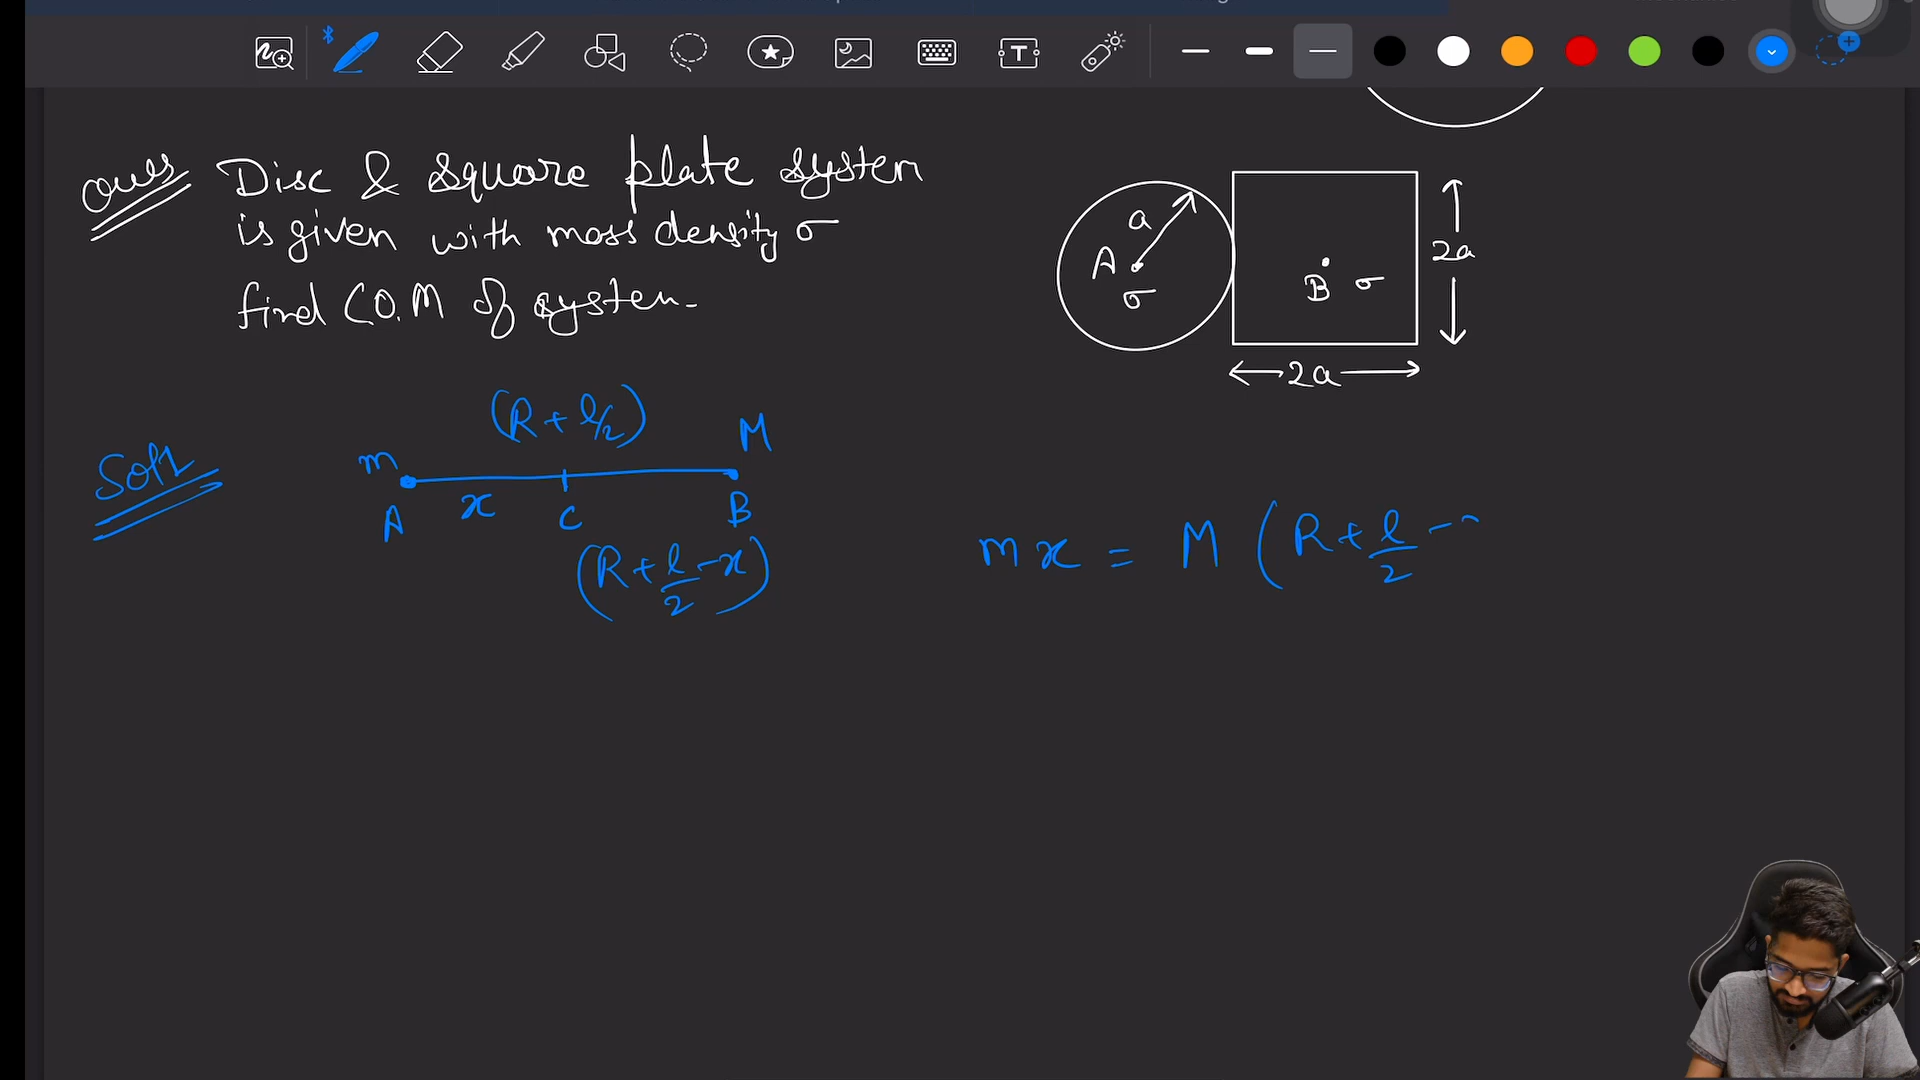 Ques Disc & square plate system
is given with mass density σ
find C.O.M of system.
a
A
σ
B σ
2a
2a
Soln
(R + l/2)
m M
A x C B
(R + l/2 - x)
mx = M (R + l/2 -